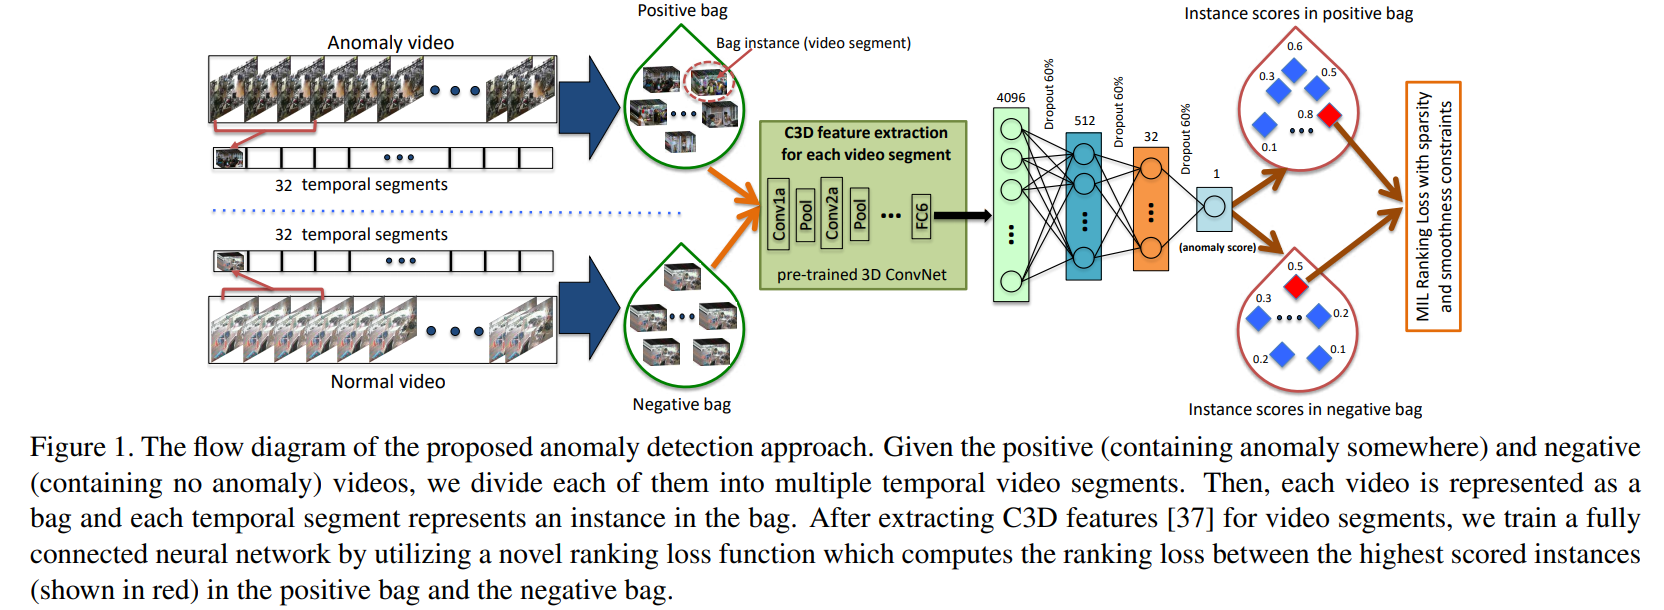 Anomaly video
32 temporal segments
32 temporal segments
Normal video
Positive bag
Bag instance (video segment)
Negative bag
C3D feature extraction
for each video segment
Conv1a
Pool
Conv2a
Pool
FC6
pre-trained 3D ConvNet
4096
Dropout 60%
512
Dropout 60%
32
Dropout 60%
1
(anomaly score)
Instance scores in positive bag
0.6
0.3
0.5
0.8
0.1
0.5
0.3
0.2
0.2
0.1
Instance scores in negative bag
MIL Ranking Loss with sparsity
and smoothness constraints
Figure 1. The flow diagram of the proposed anomaly detection approach. Given the positive (containing anomaly somewhere) and negative
(containing no anomaly) videos, we divide each of them into multiple temporal video segments. Then, each video is represented as a
bag and each temporal segment represents an instance in the bag. After extracting C3D features [37] for video segments, we train a fully
connected neural network by utilizing a novel ranking loss function which computes the ranking loss between the highest scored instances
(shown in red) in the positive bag and the negative bag.